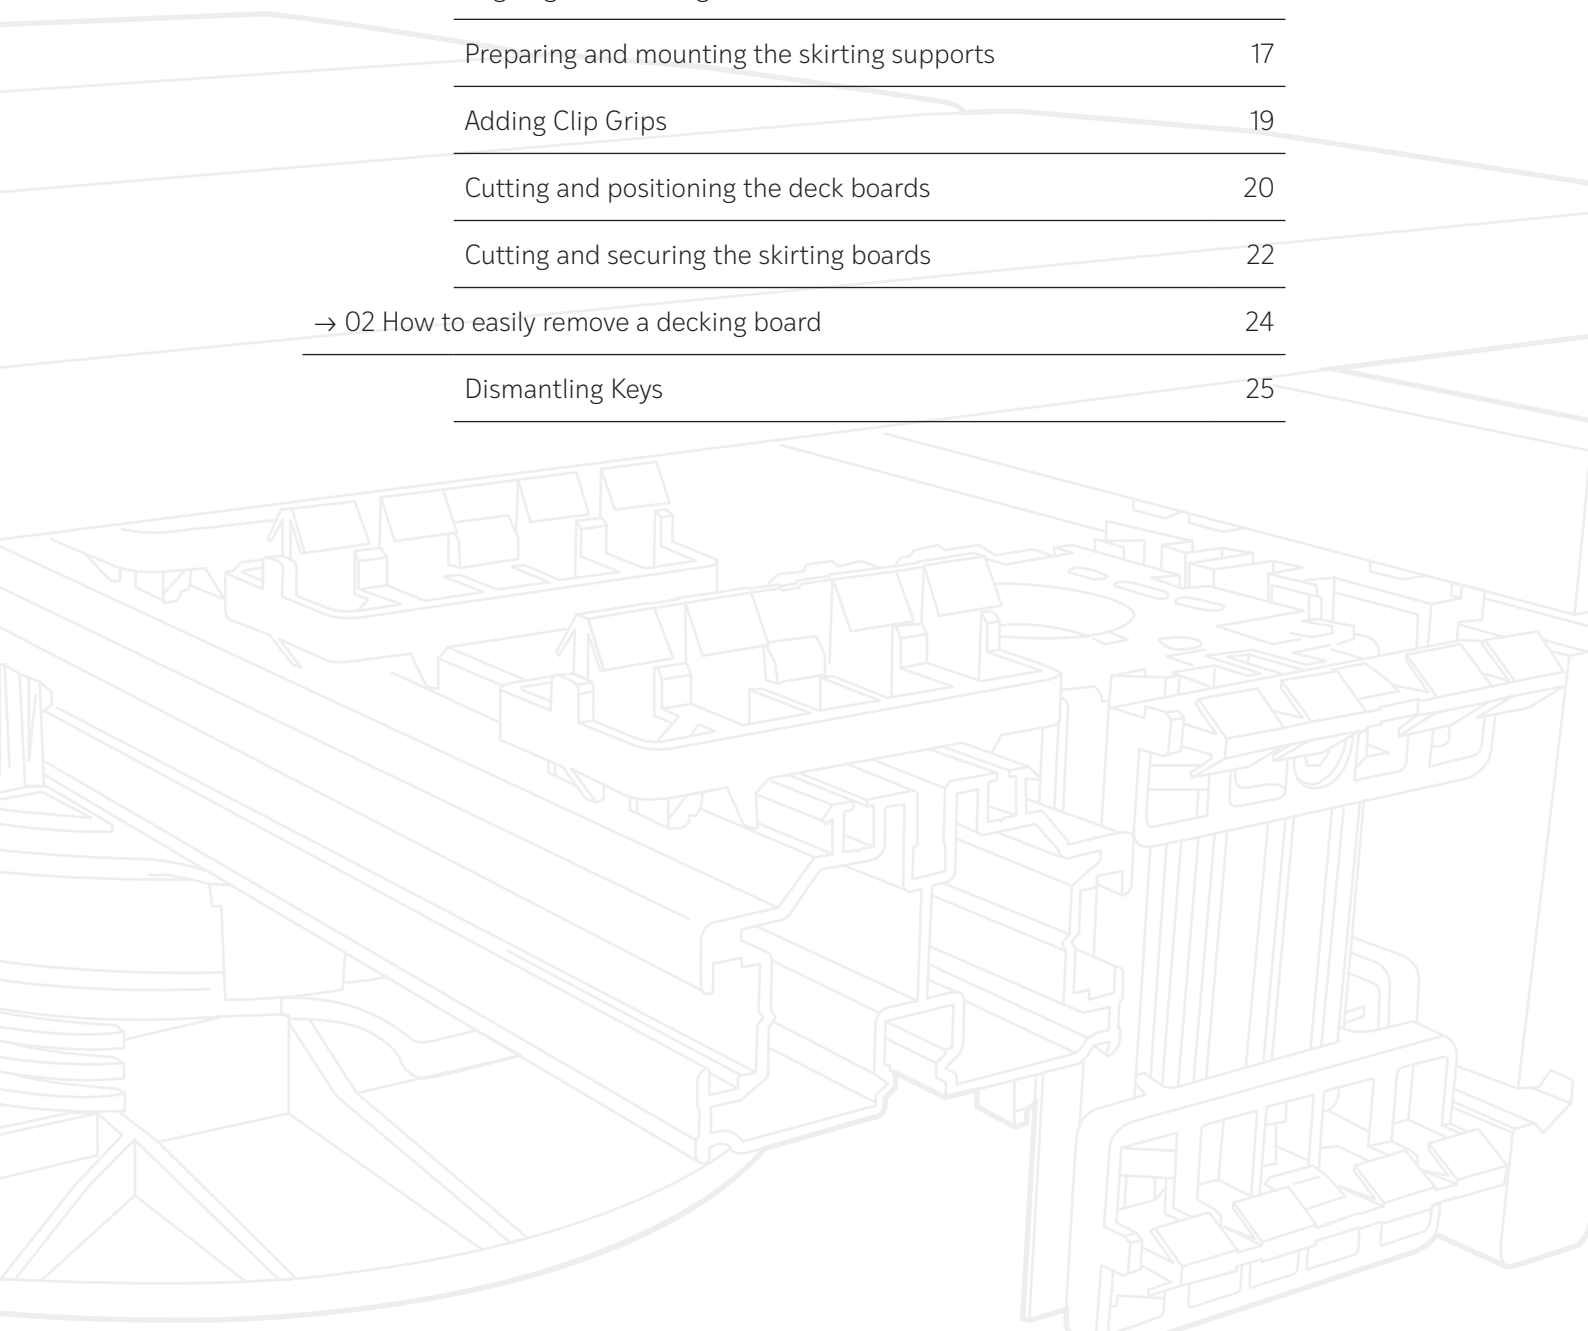 Preparing and mounting the skirting supports 17
Adding Clip Grips 19
Cutting and positioning the deck boards 20
Cutting and securing the skirting boards 22
→ 02 How to easily remove a decking board 24
Dismantling Keys 25